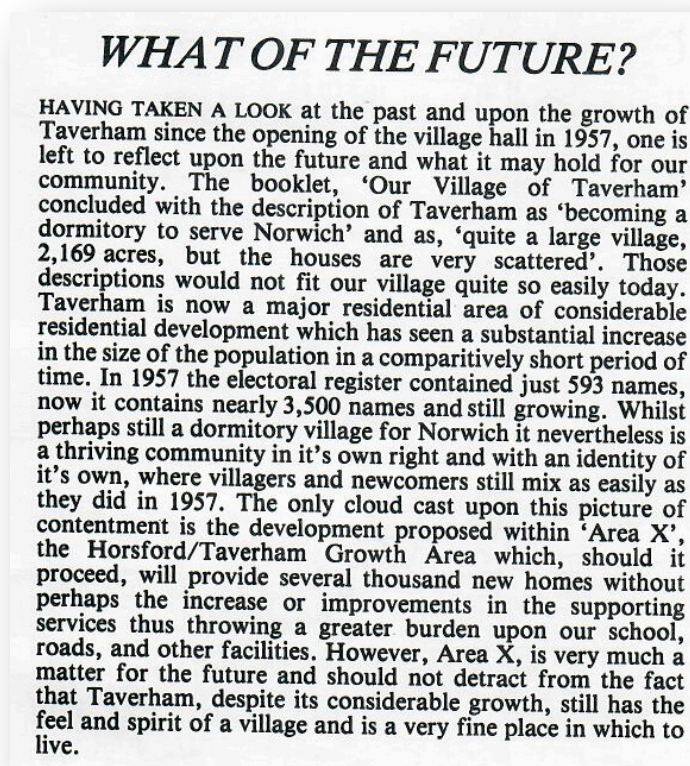 WHAT OF THE FUTURE?
HAVING TAKEN A LOOK at the past and upon the growth of
Taverham since the opening of the village hall in 1957, one is
left to reflect upon the future and what it may hold for our
community. The booklet, ‘Our Village of Taverham’
concluded with the description of Taverham as ‘becoming a
dormitory to serve Norwich’ and as, ‘quite a large village,
2,169 acres, but the houses are very scattered’. Those
descriptions would not fit our village quite so easily today.
Taverham is now a major residential area of considerable
residential development which has seen a substantial increase
in the size of the population in a comparitively short period of
time. In 1957 the electoral register contained just 593 names,
now it contains nearly 3,500 names and still growing. Whilst
perhaps still a dormitory village for Norwich it nevertheless is
a thriving community in it's own right and with an identity of
it's own, where villagers and newcomers still mix as easily as
they did in 1957. The only cloud cast upon this picture of
contentment is the development proposed within ‘Area X’,
the Horsford/Taverham Growth Area which, should it
proceed, will provide several thousand new homes without
perhaps the increase or improvements in the supporting
services thus throwing a greater burden upon our school,
roads, and other facilities. However, Area X, is very much a
matter for the future and should not detract from the fact
that Taverham, despite its considerable growth, still has the
feel and spirit of a village and is a very fine place in which to
live.